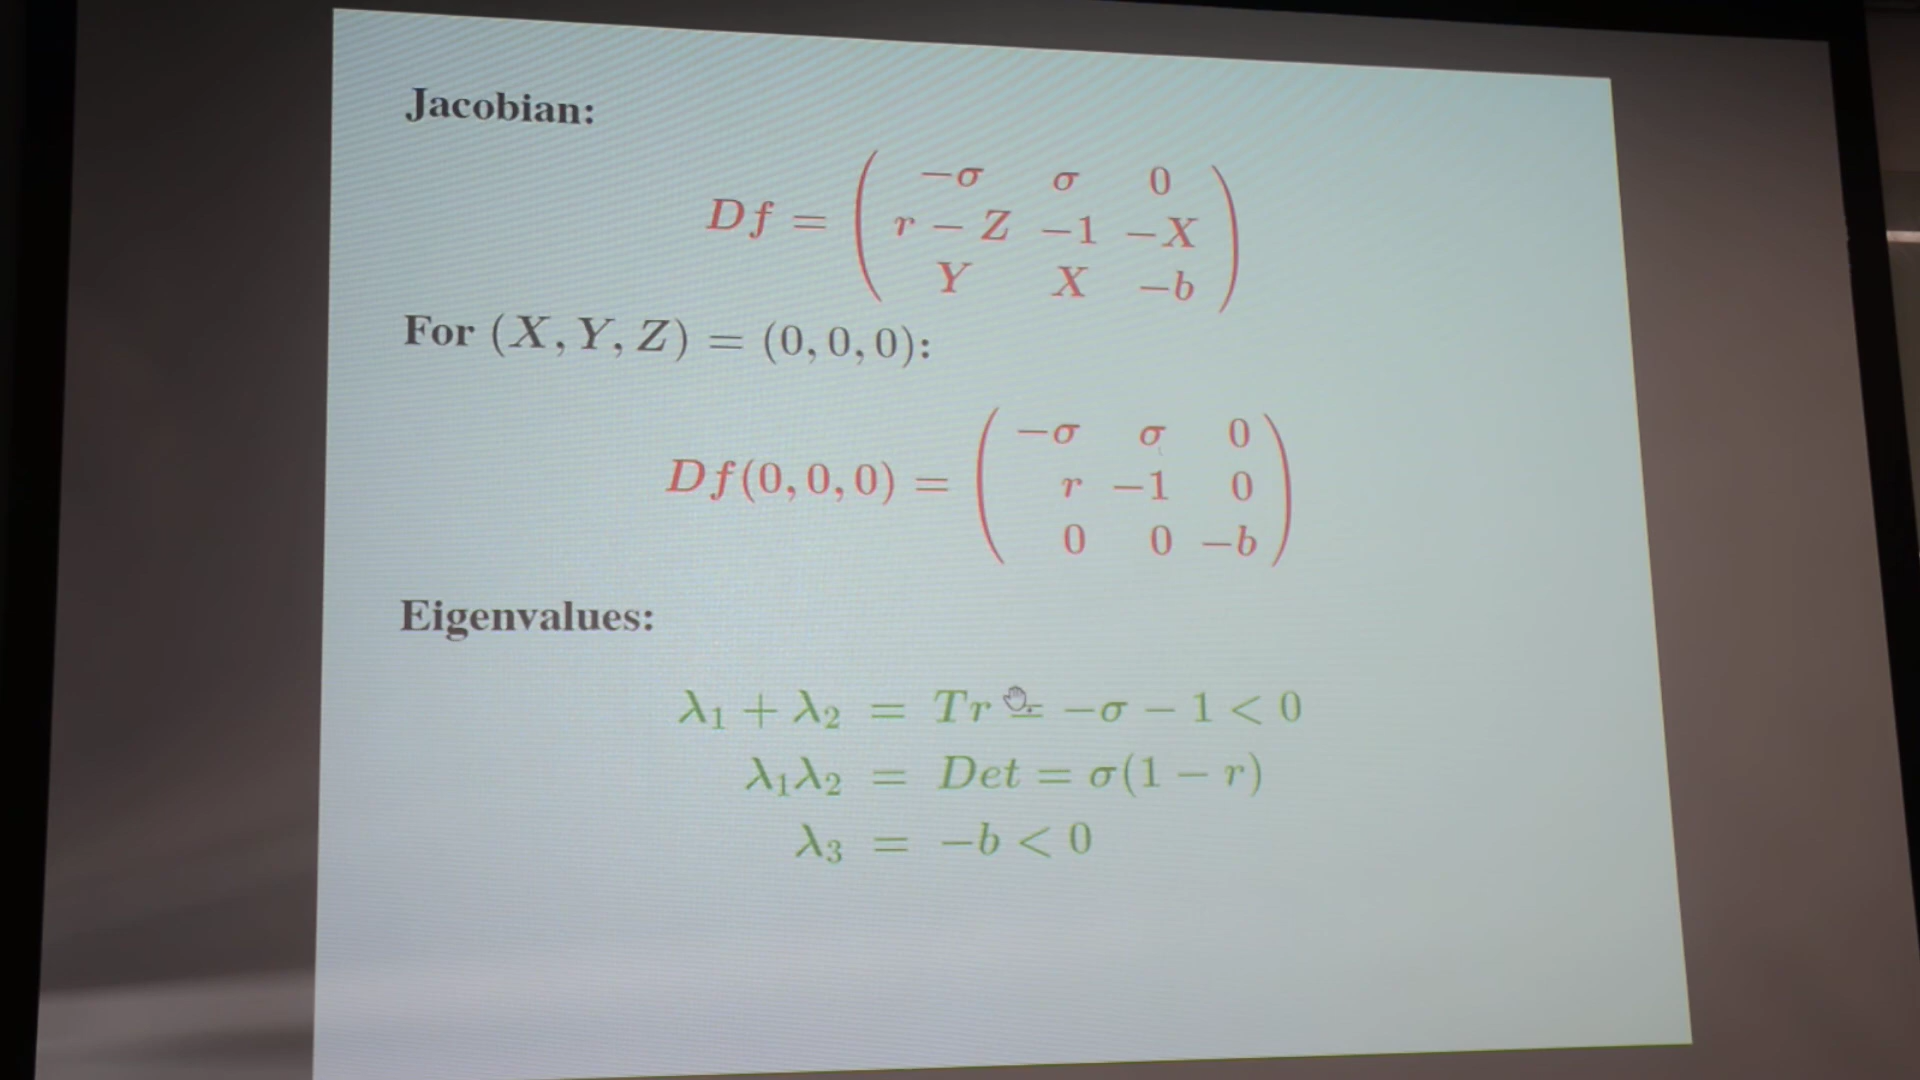 Jacobian:
−σ σ 0
Df = ( r − Z −1 −X )
Y X −b
For (X, Y, Z) = (0, 0, 0):
−σ σ 0
Df(0, 0, 0) = ( r −1 0 )
0 0 −b
Eigenvalues:
λ₁ + λ₂ = Tr = −σ − 1 < 0
λ₁λ₂ = Det = σ(1 − r)
λ₃ = −b < 0